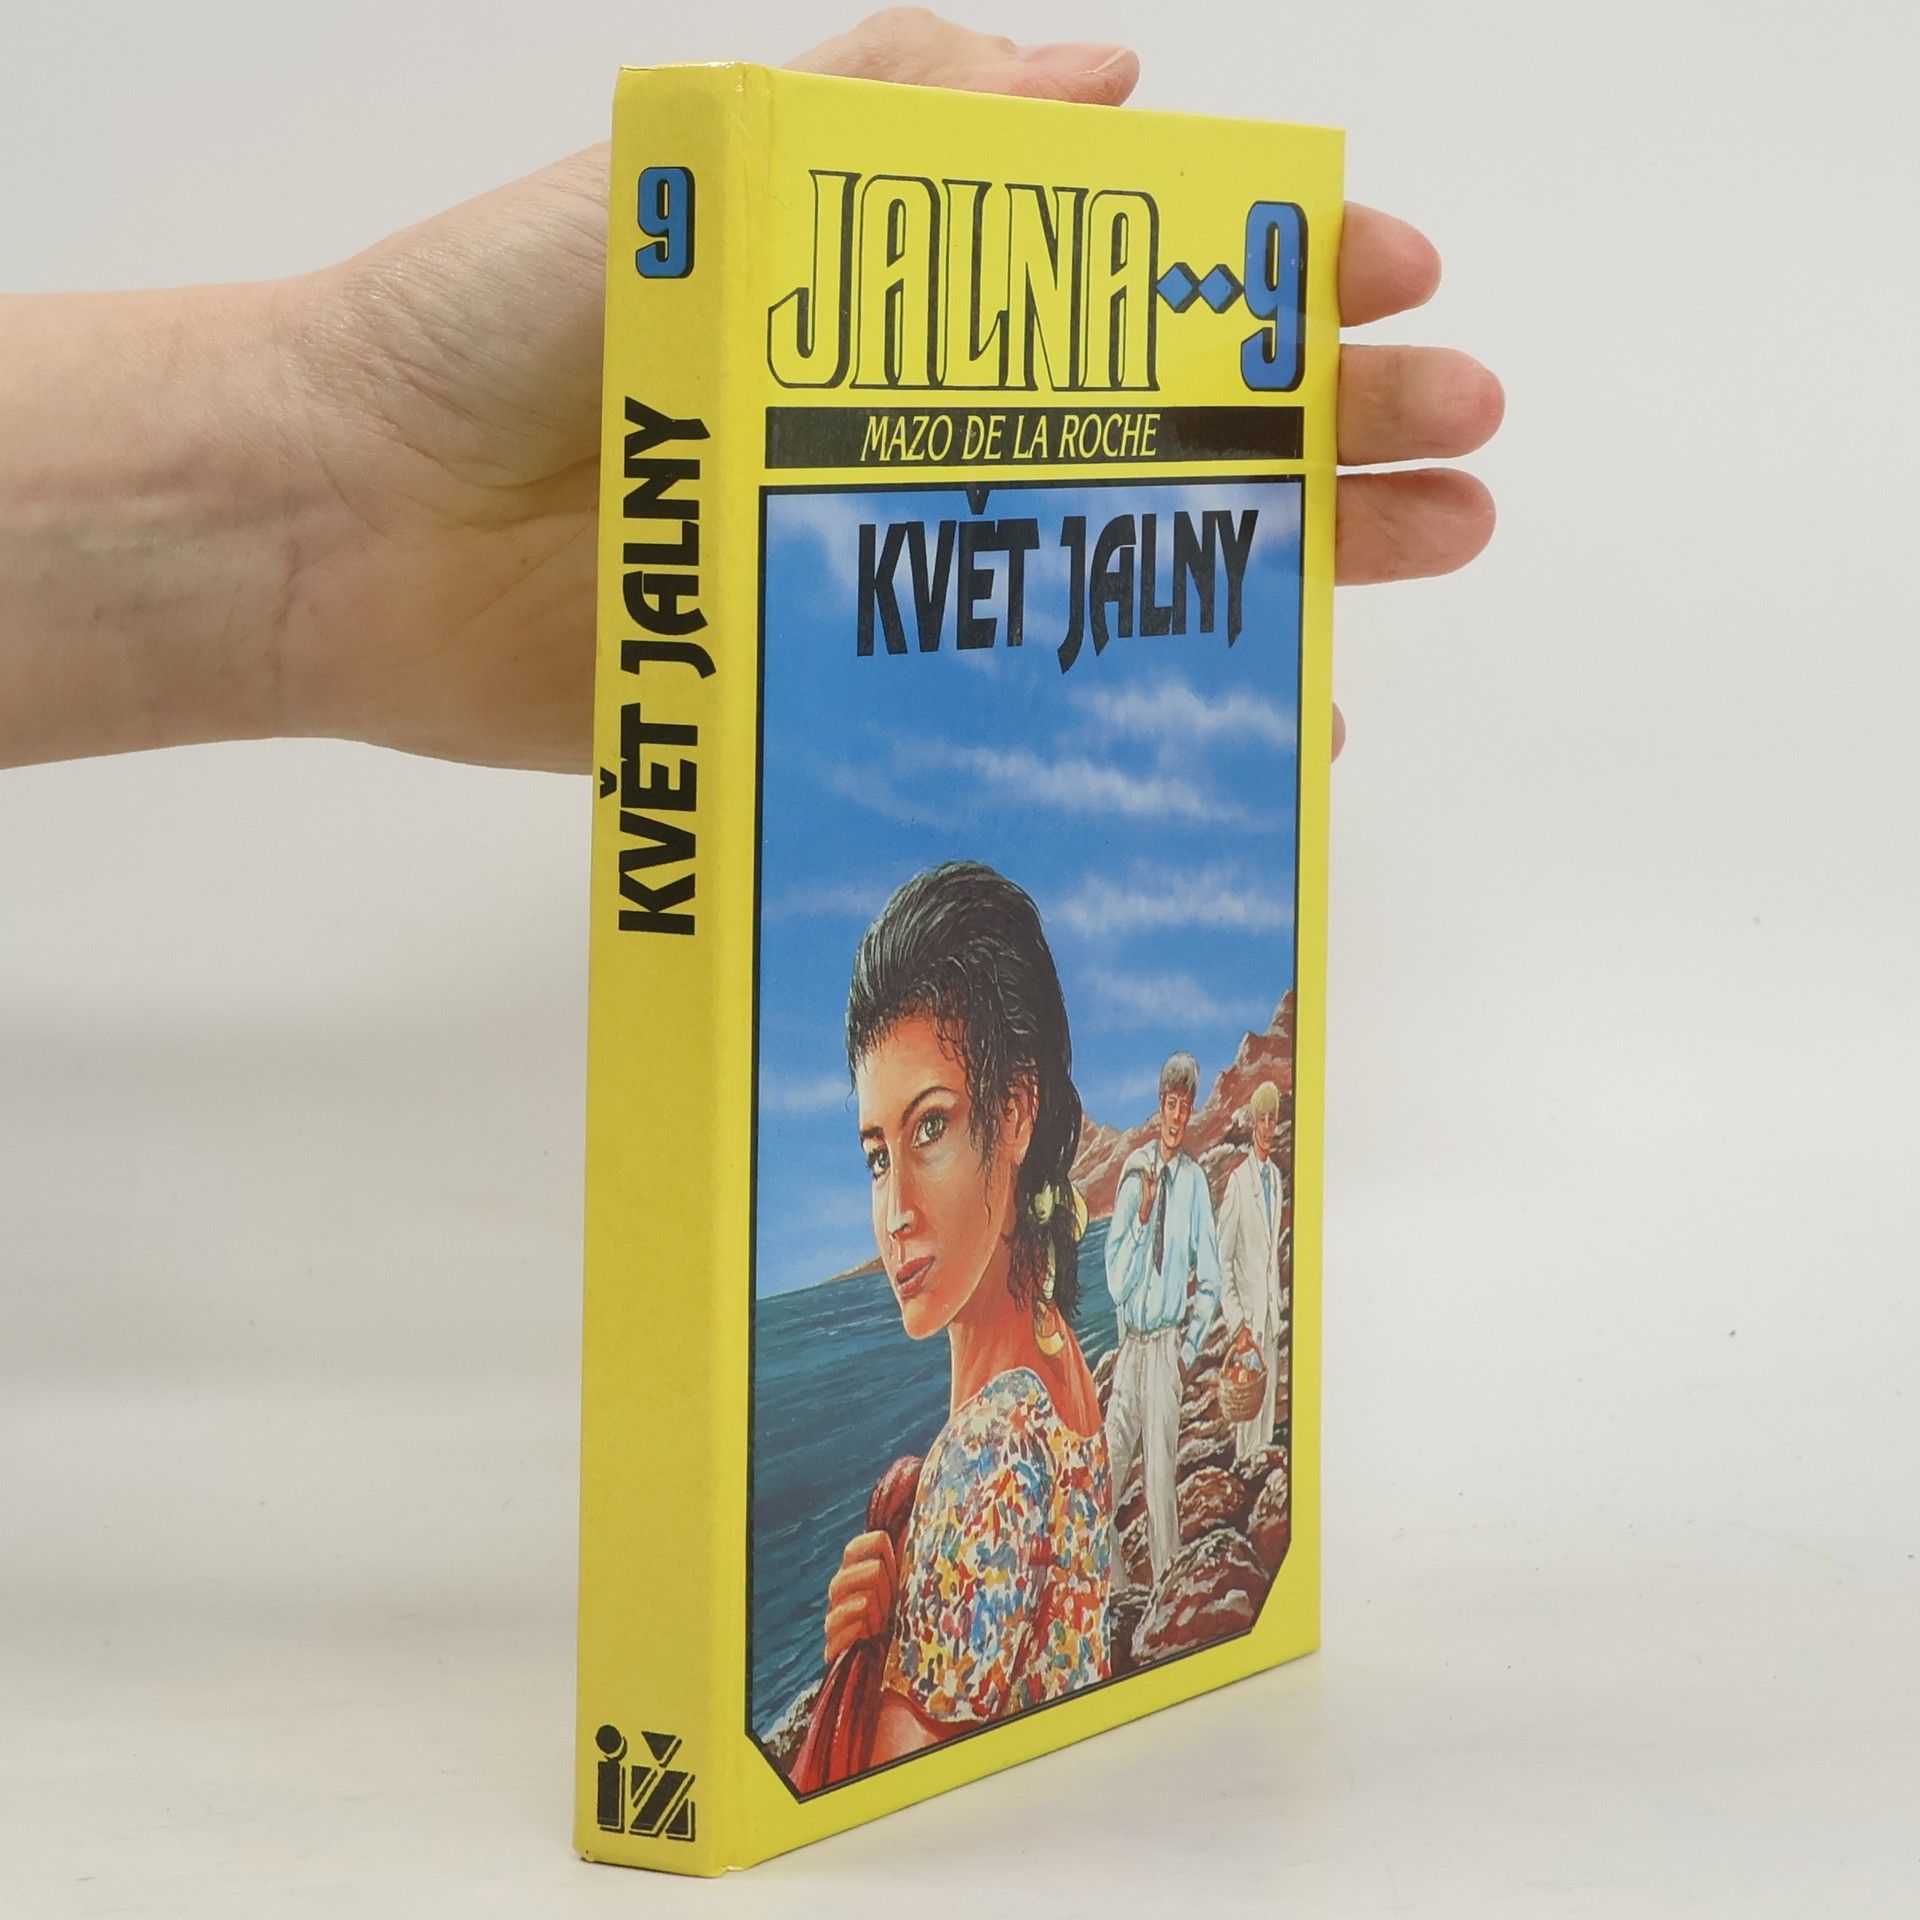 9
KVĚT JALNY
iž
JALNA··9
MAZO DE LA ROCHE
KVĚT JALNY